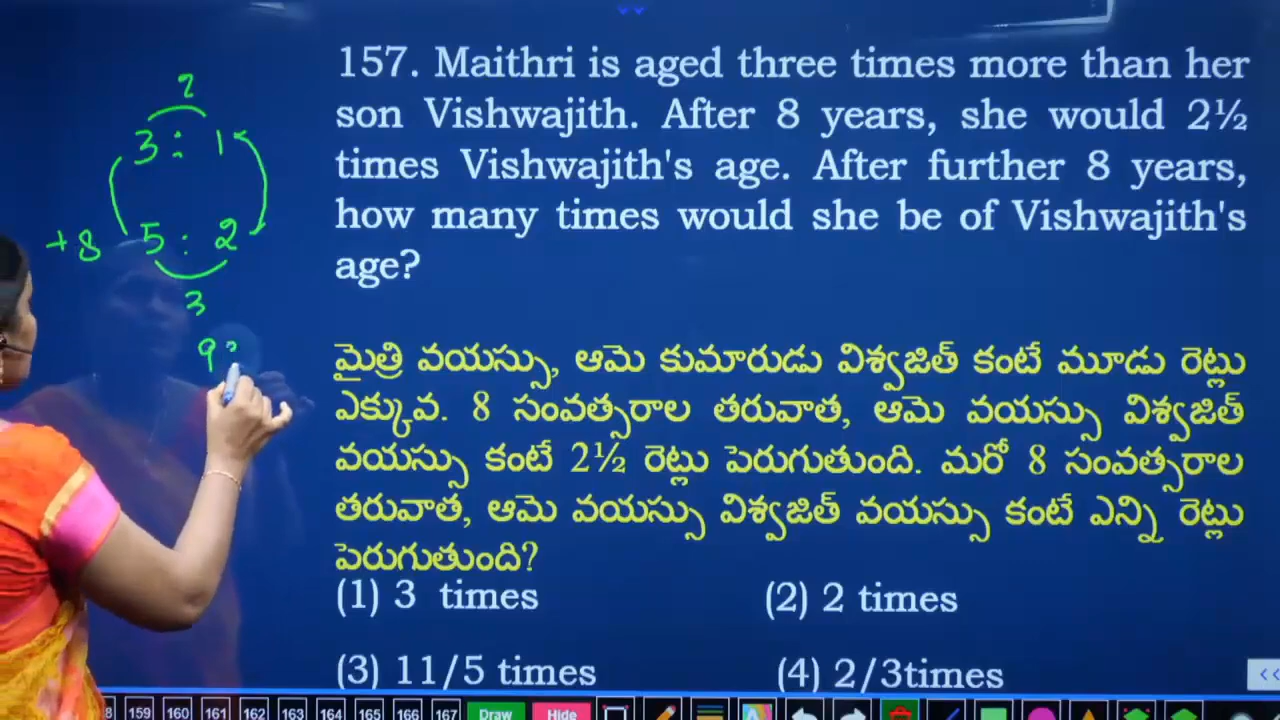 157. Maithri is aged three times more than her
son Vishwajith. After 8 years, she would 2½
times Vishwajith's age. After further 8 years,
how many times would she be of Vishwajith's
age?
మైత్రి వయస్సు, ఆమె కుమారుడు విశ్వజిత్ కంటే మూడు రెట్లు
ఎక్కువ. 8 సంవత్సరాల తరువాత, ఆమె వయస్సు విశ్వజిత్
వయస్సు కంటే 2½ రెట్లు పెరుగుతుంది. మరో 8 సంవత్సరాల
తరువాత, ఆమె వయస్సు విశ్వజిత్ వయస్సు కంటే ఎన్ని రెట్లు
పెరుగుతుంది?
(1) 3 times (2) 2 times
(3) 11/5 times (4) 2/3times
2
3 : 1
+8 5 : 2
3
9 :
159 160 161 162 163 164 165 166 167 Draw Hide